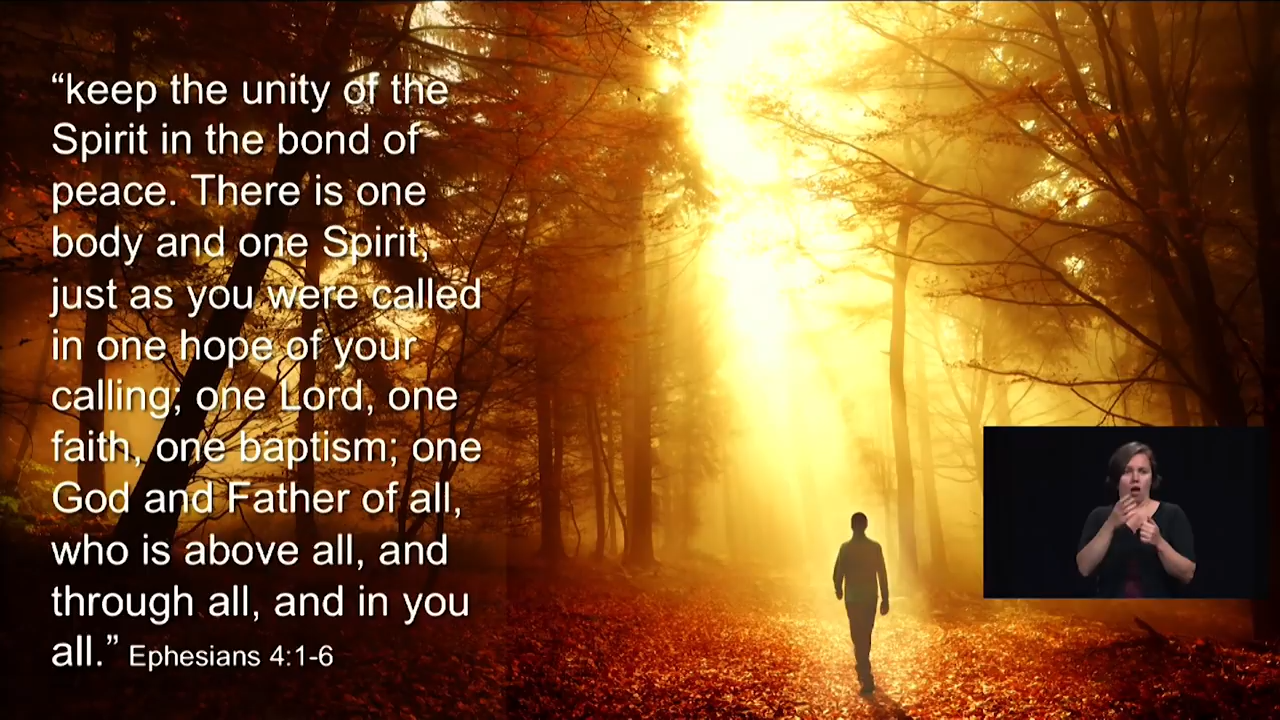 “keep the unity of the
Spirit in the bond of
peace. There is one
body and one Spirit,
just as you were called
in one hope of your
calling; one Lord, one
faith, one baptism; one
God and Father of all,
who is above all, and
through all, and in you
all.” Ephesians 4:1-6